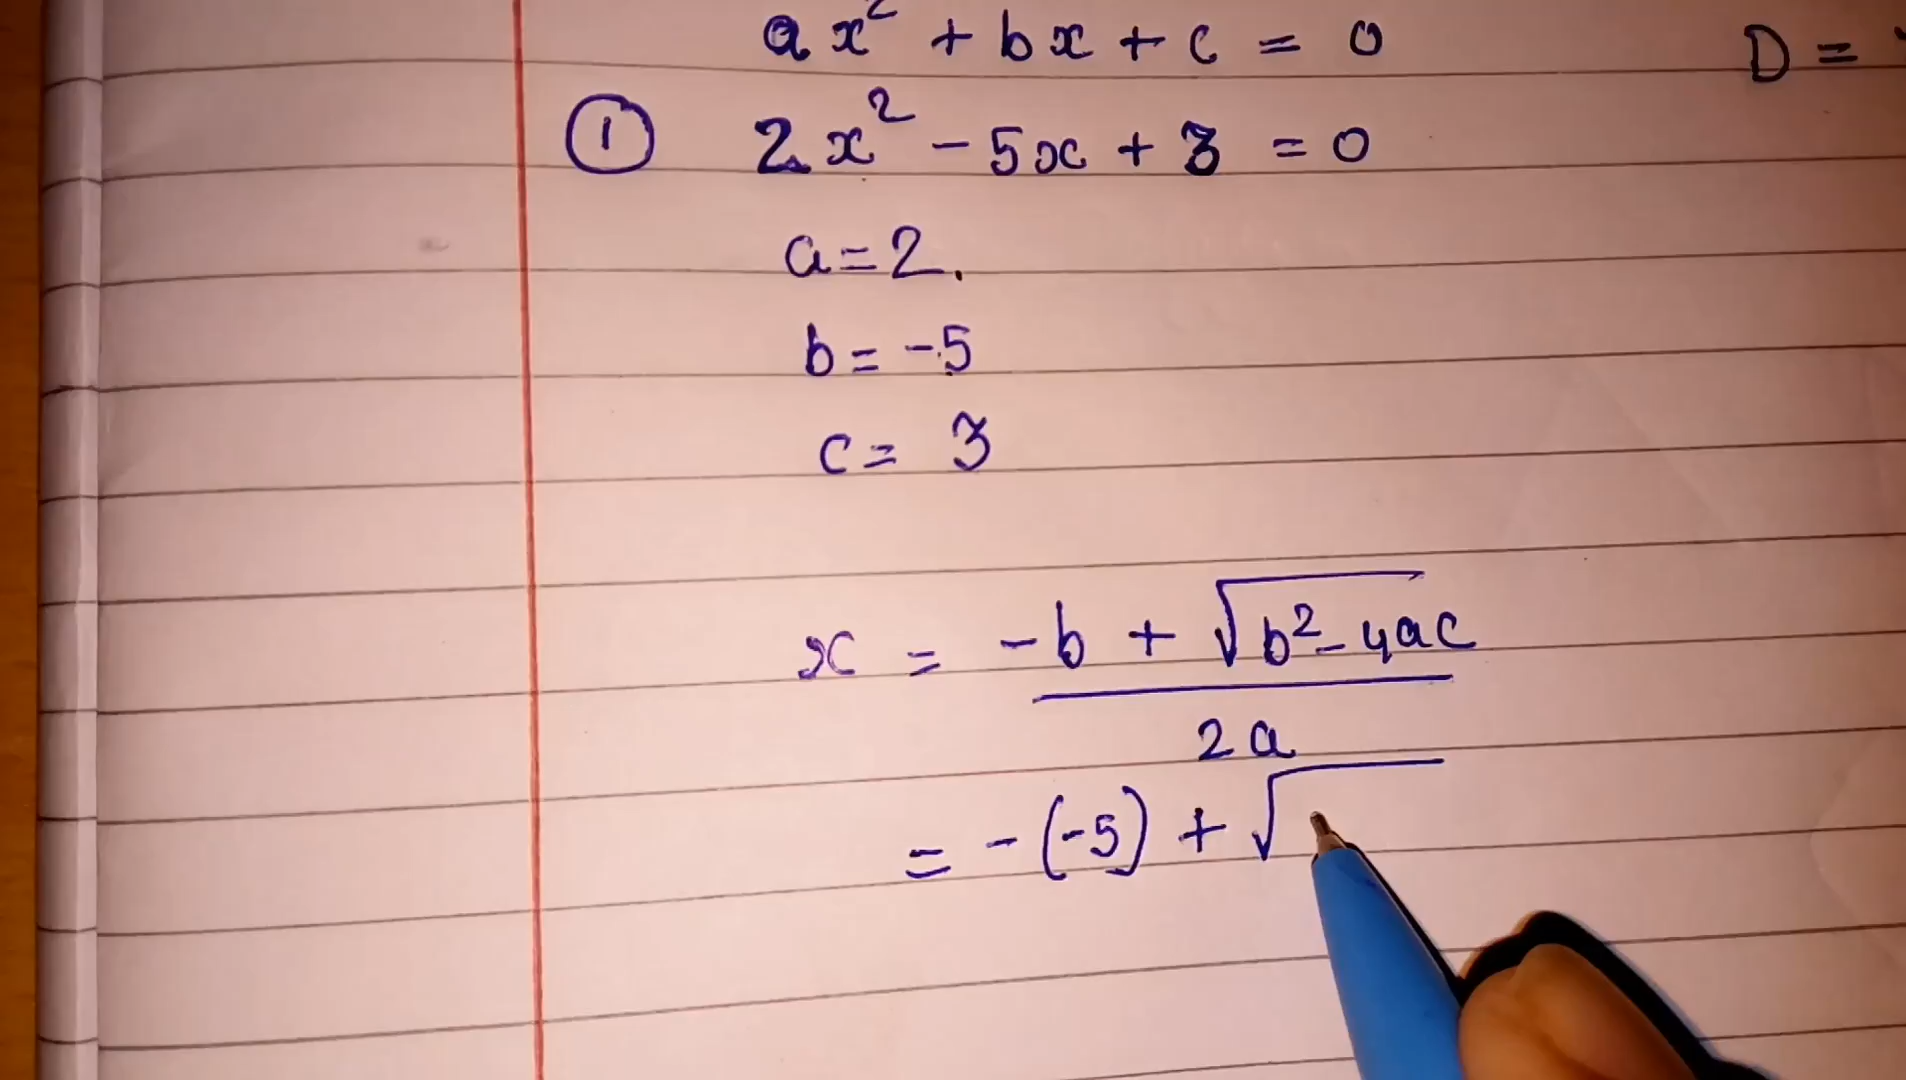 ax² + bx + c = 0
D =
① 2x² - 5x + 3 = 0
a = 2.
b = -5
c = 3
x = -b + √b² - 4ac
2a
= - (-5) + √